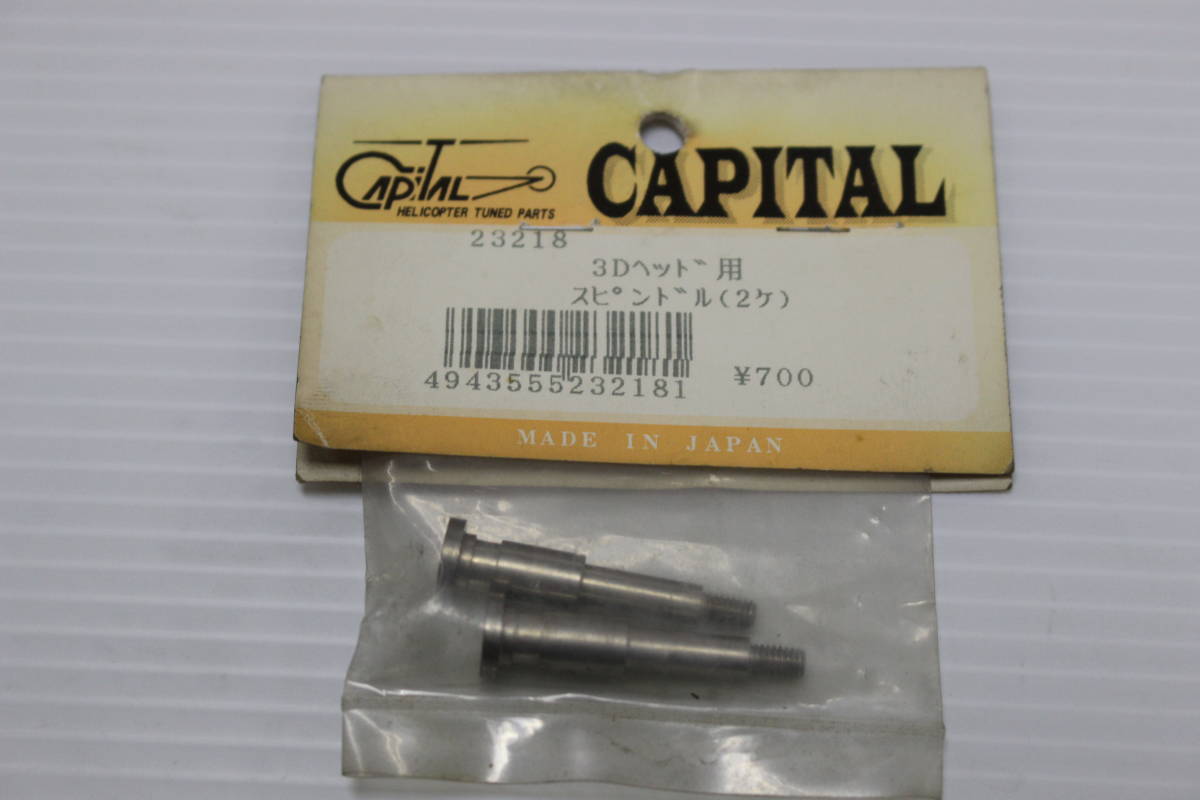 CAPITAL
HELICOPTER TUNED PARTS
CAPITAL
23218
3Dﾍｯﾄﾞ用
ｽﾋﾟﾝﾄﾞﾙ(2ケ)
4943555232181
¥700
MADE IN JAPAN